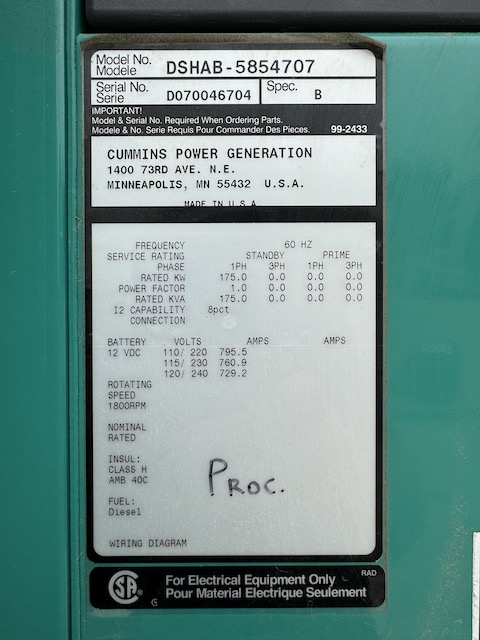 Model No. DSHAB-5854707
Modele
Serial No. D070046704 Spec. B
Serie
IMPORTANT!
Model & Serial No. Required When Ordering Parts.
Modele & No. Serie Requis Pour Commander Des Pieces. 99-2433
CUMMINS POWER GENERATION
1400 73RD AVE. N.E.
MINNEAPOLIS, MN 55432 U.S.A.
MADE IN U S A
FREQUENCY 60 HZ
SERVICE RATING STANDBY PRIME
PHASE 1PH 3PH 1PH 3PH
RATED KW 175.0 0.0 0.0 0.0
POWER FACTOR 1.0 0.0 0.0 0.0
RATED KVA 175.0 0.0 0.0 0.0
I2 CAPABILITY 8pct
CONNECTION
BATTERY VOLTS AMPS AMPS
12 VDC 110/ 220 795.5
115/ 230 760.9
120/ 240 729.2
ROTATING
SPEED
1800RPM
NOMINAL
RATED
INSUL:
CLASS H
AMB 40C
PROC.
FUEL:
Diesel
WIRING DIAGRAM
SA For Electrical Equipment Only RAD
G Pour Material Electrique Seulement